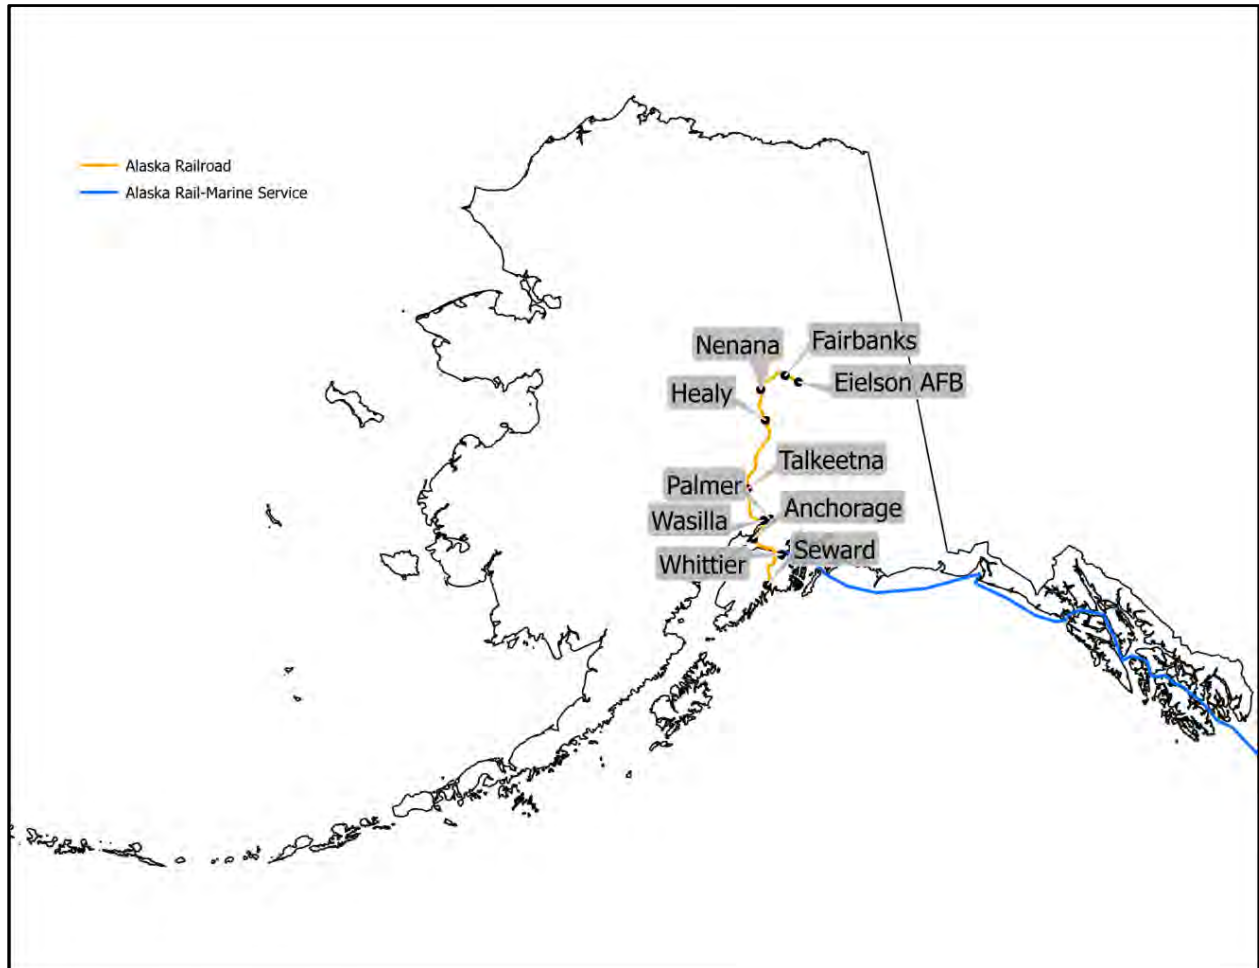 Alaska Railroad
Alaska Rail-Marine Service
Nenana
Fairbanks
Healy
Eielson AFB
Talkeetna
Palmer
Anchorage
Wasilla
Whittier
Seward